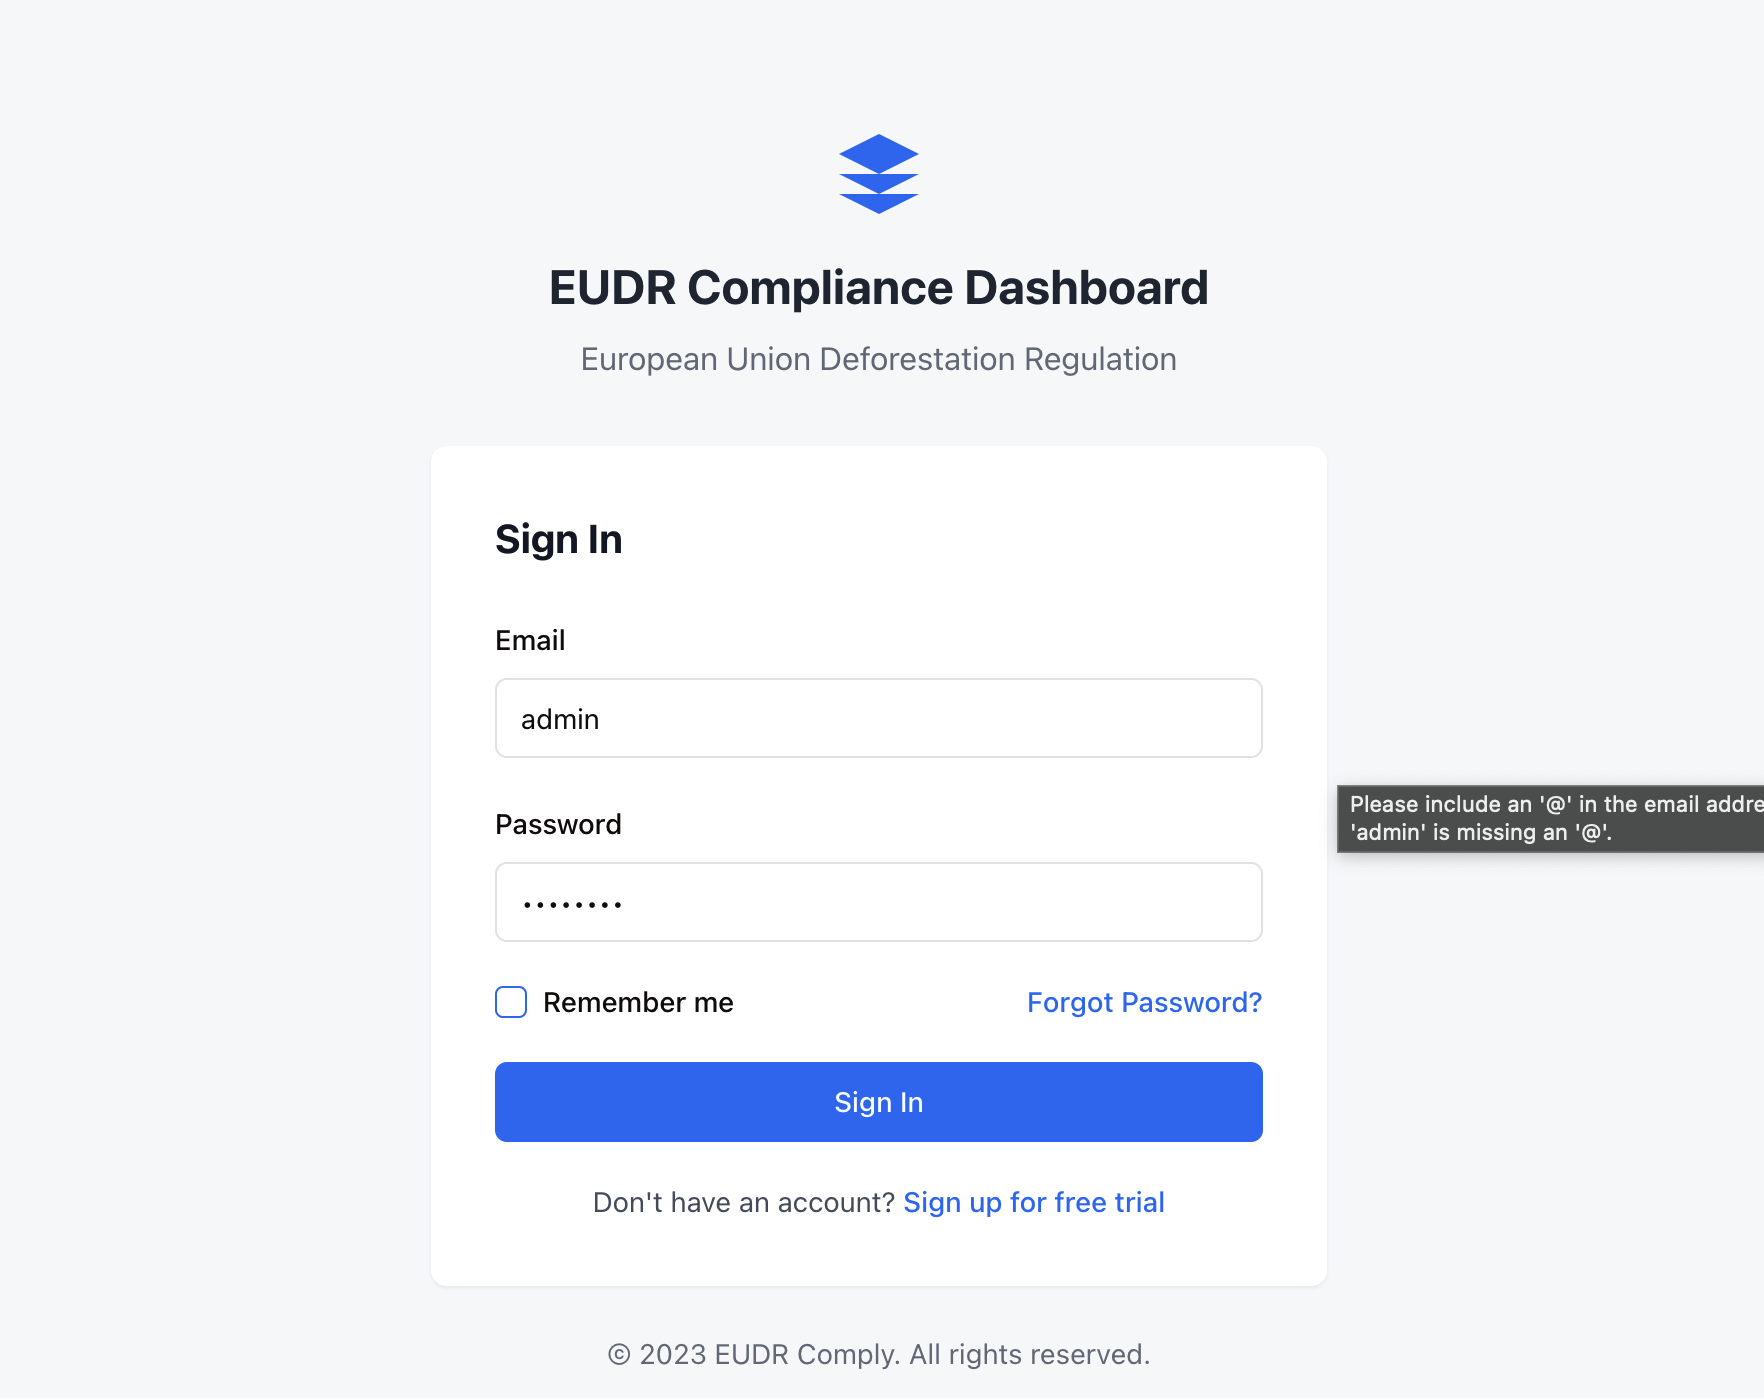 EUDR Compliance Dashboard
European Union Deforestation Regulation
Sign In
Email
admin
Please include an '@' in the email addre
'admin' is missing an '@'.
Password
••••••••
Remember me
Forgot Password?
Sign In
Don't have an account? Sign up for free trial
© 2023 EUDR Comply. All rights reserved.